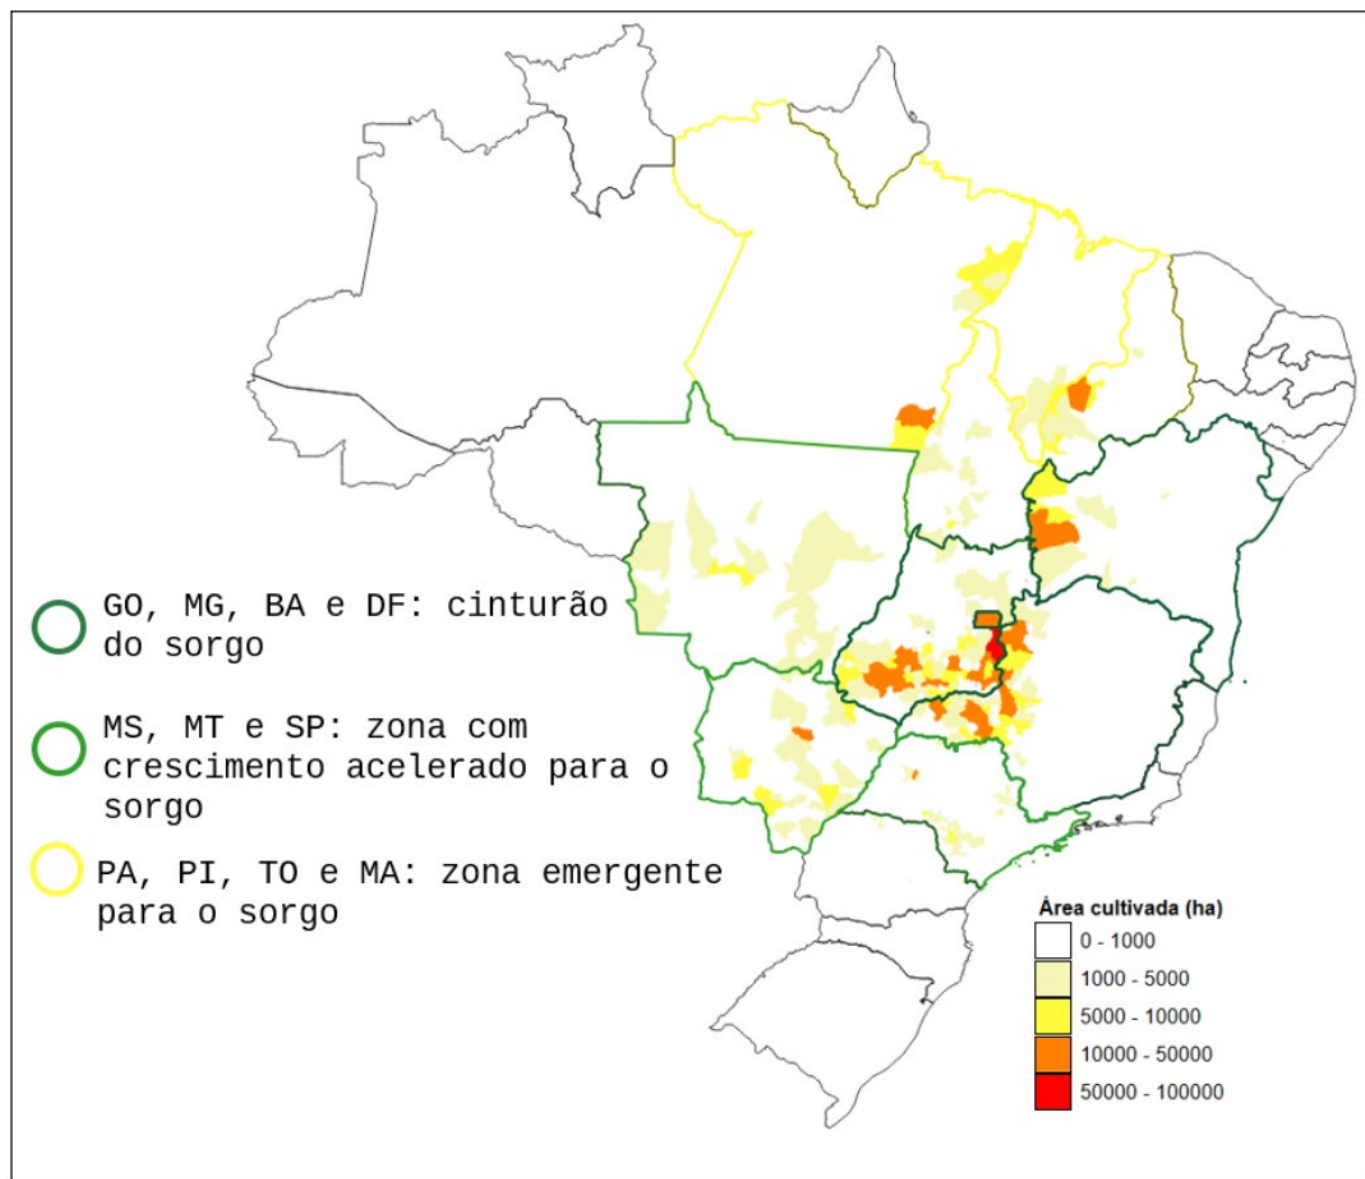 GO, MG, BA e DF: cinturão
do sorgo
MS, MT e SP: zona com
crescimento acelerado para o
sorgo
PA, PI, TO e MA: zona emergente
para o sorgo
Área cultivada (ha)
0 - 1000
1000 - 5000
5000 - 10000
10000 - 50000
50000 - 100000